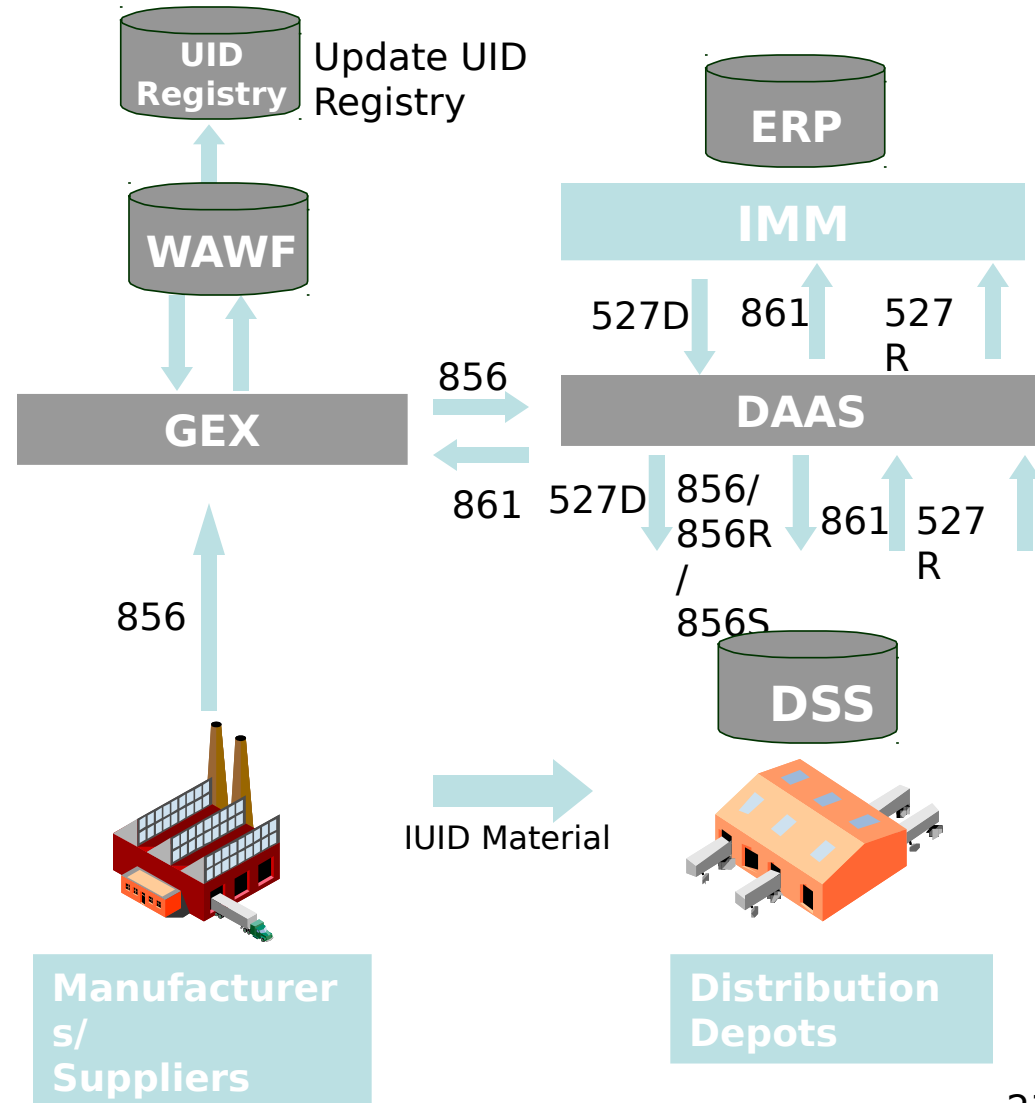 UID
Registry
Update UID
Registry
ERP
WAWF
IMM
527D
861
527
R
856
GEX
DAAS
861
527D
856/
856R
/
856S
861
527
R
856
DSS
IUID Material
Manufacturer
s/
Suppliers
Distribution
Depots